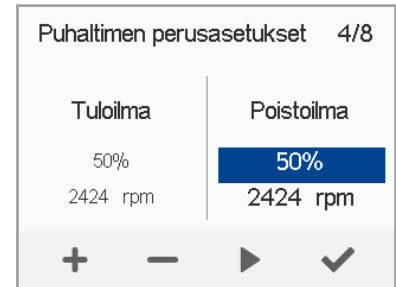 Puhaltimen perusasetukset 4/8
Tuloilma Poistoilma
50% 50%
2424 rpm 2424 rpm